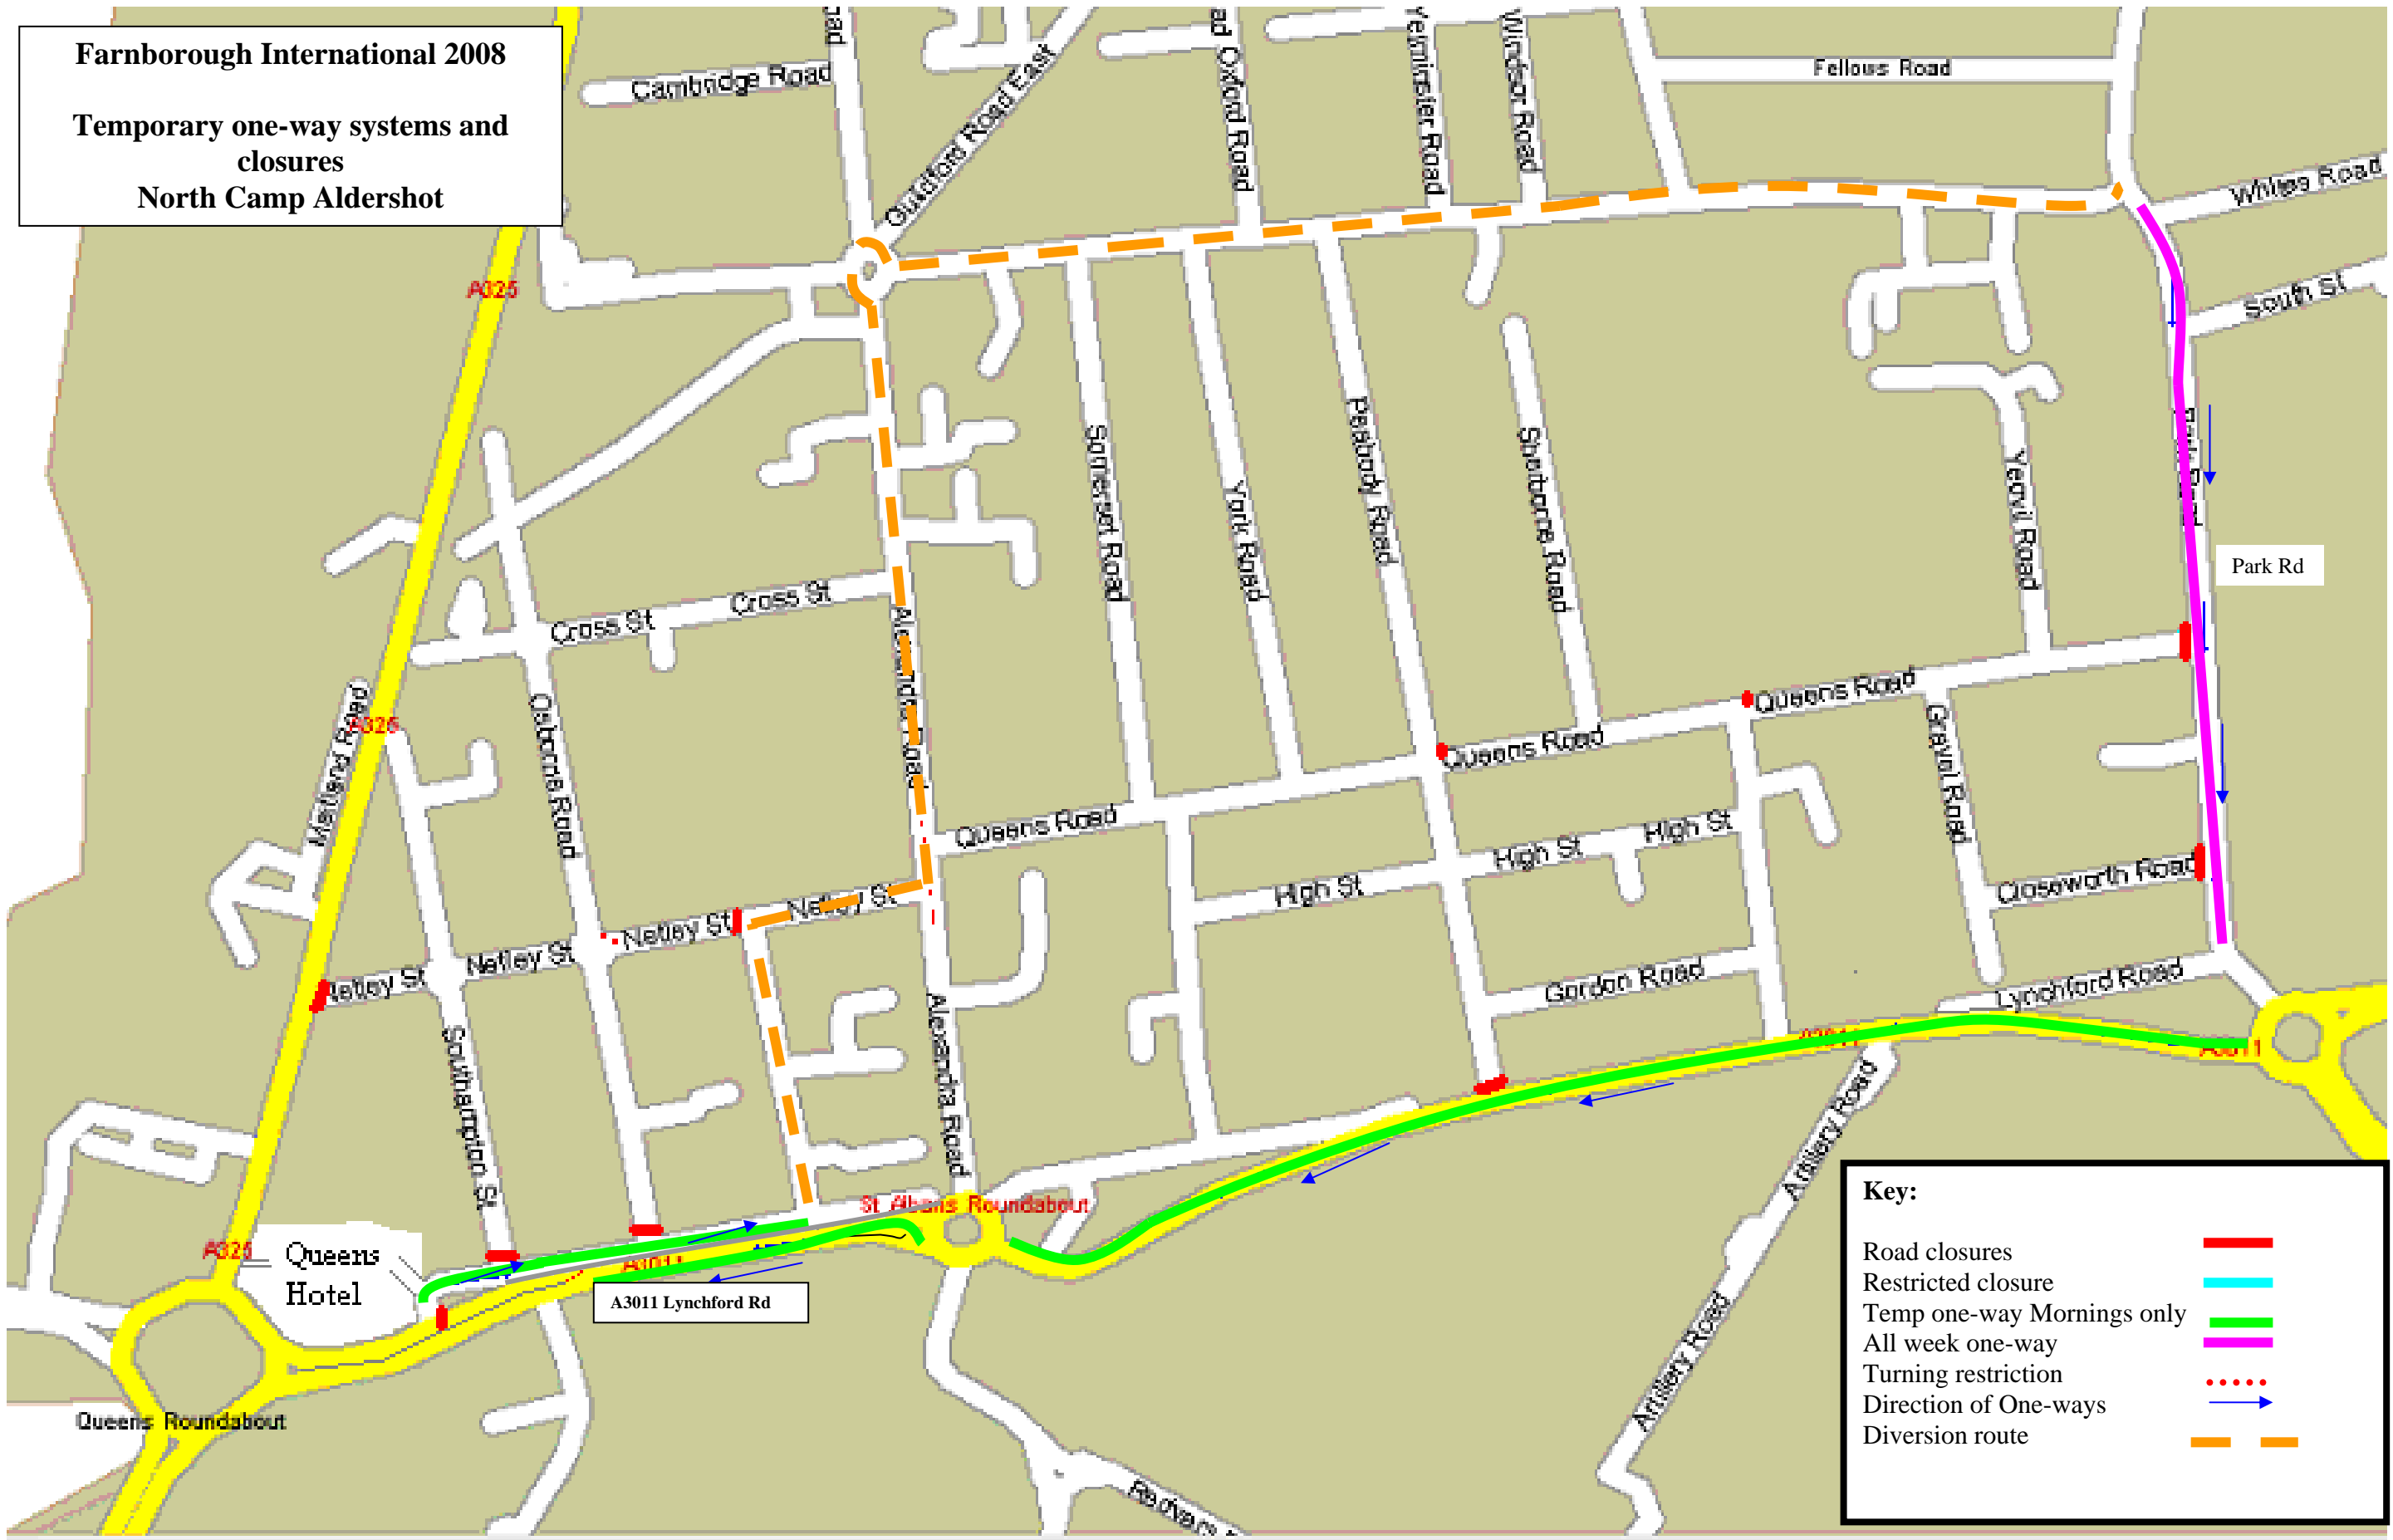 Farnborough International 2008
Temporary one-way systems and
closures
North Camp Aldershot
Cambridge Road
Guildford Road East
Oxford Road
Windsor Road
Fellows Road
South St
A325
Somerset Road
York Road
Peabody Road
Sherborne Road
Yeovil Road
Park Rd
Cross St
Cross St
Alexandra Road
Osborne Road
Maitland Road
A325
Queens Road
Queens Road
Queens Road
Gravel Road
High St
High St
High St
Closeworth Road
Netley St
Netley St
Netley St
Netley St
Gordon Road
Lynchford Road
Southampton St
Alexandra Road
A3011
A3011
Artillery Road
St Albans Roundabout
A325
Queens
Hotel
A3011
A3011 Lynchford Rd
Artillery Road
Queens Roundabout
Key:
Road closures
Restricted closure
Temp one-way Mornings only
All week one-way
Turning restriction
Direction of One-ways
Diversion route